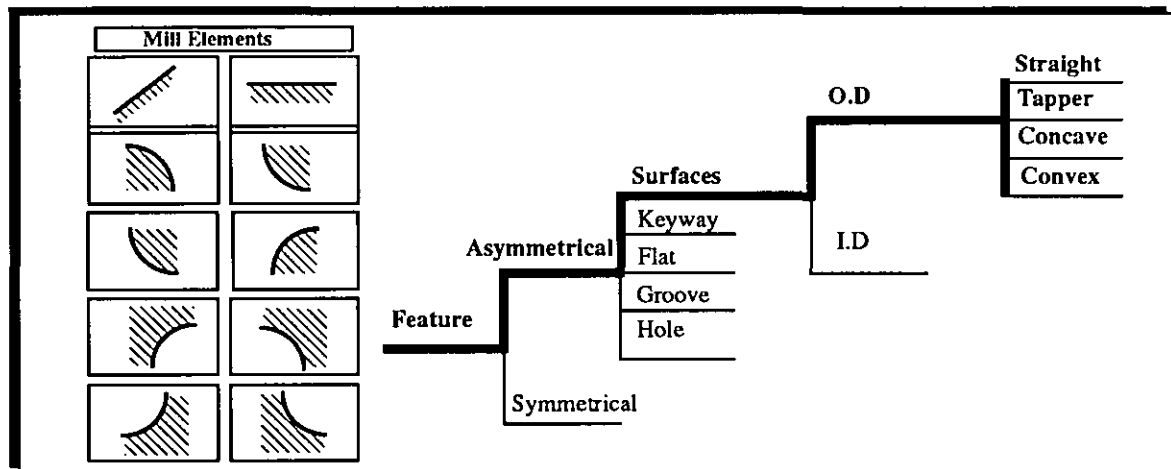 Mill Elements
Straight
O.D
Tapper
Concave
Surfaces
Convex
Keyway
Asymmetrical
I.D
Flat
Groove
Feature
Hole
Symmetrical